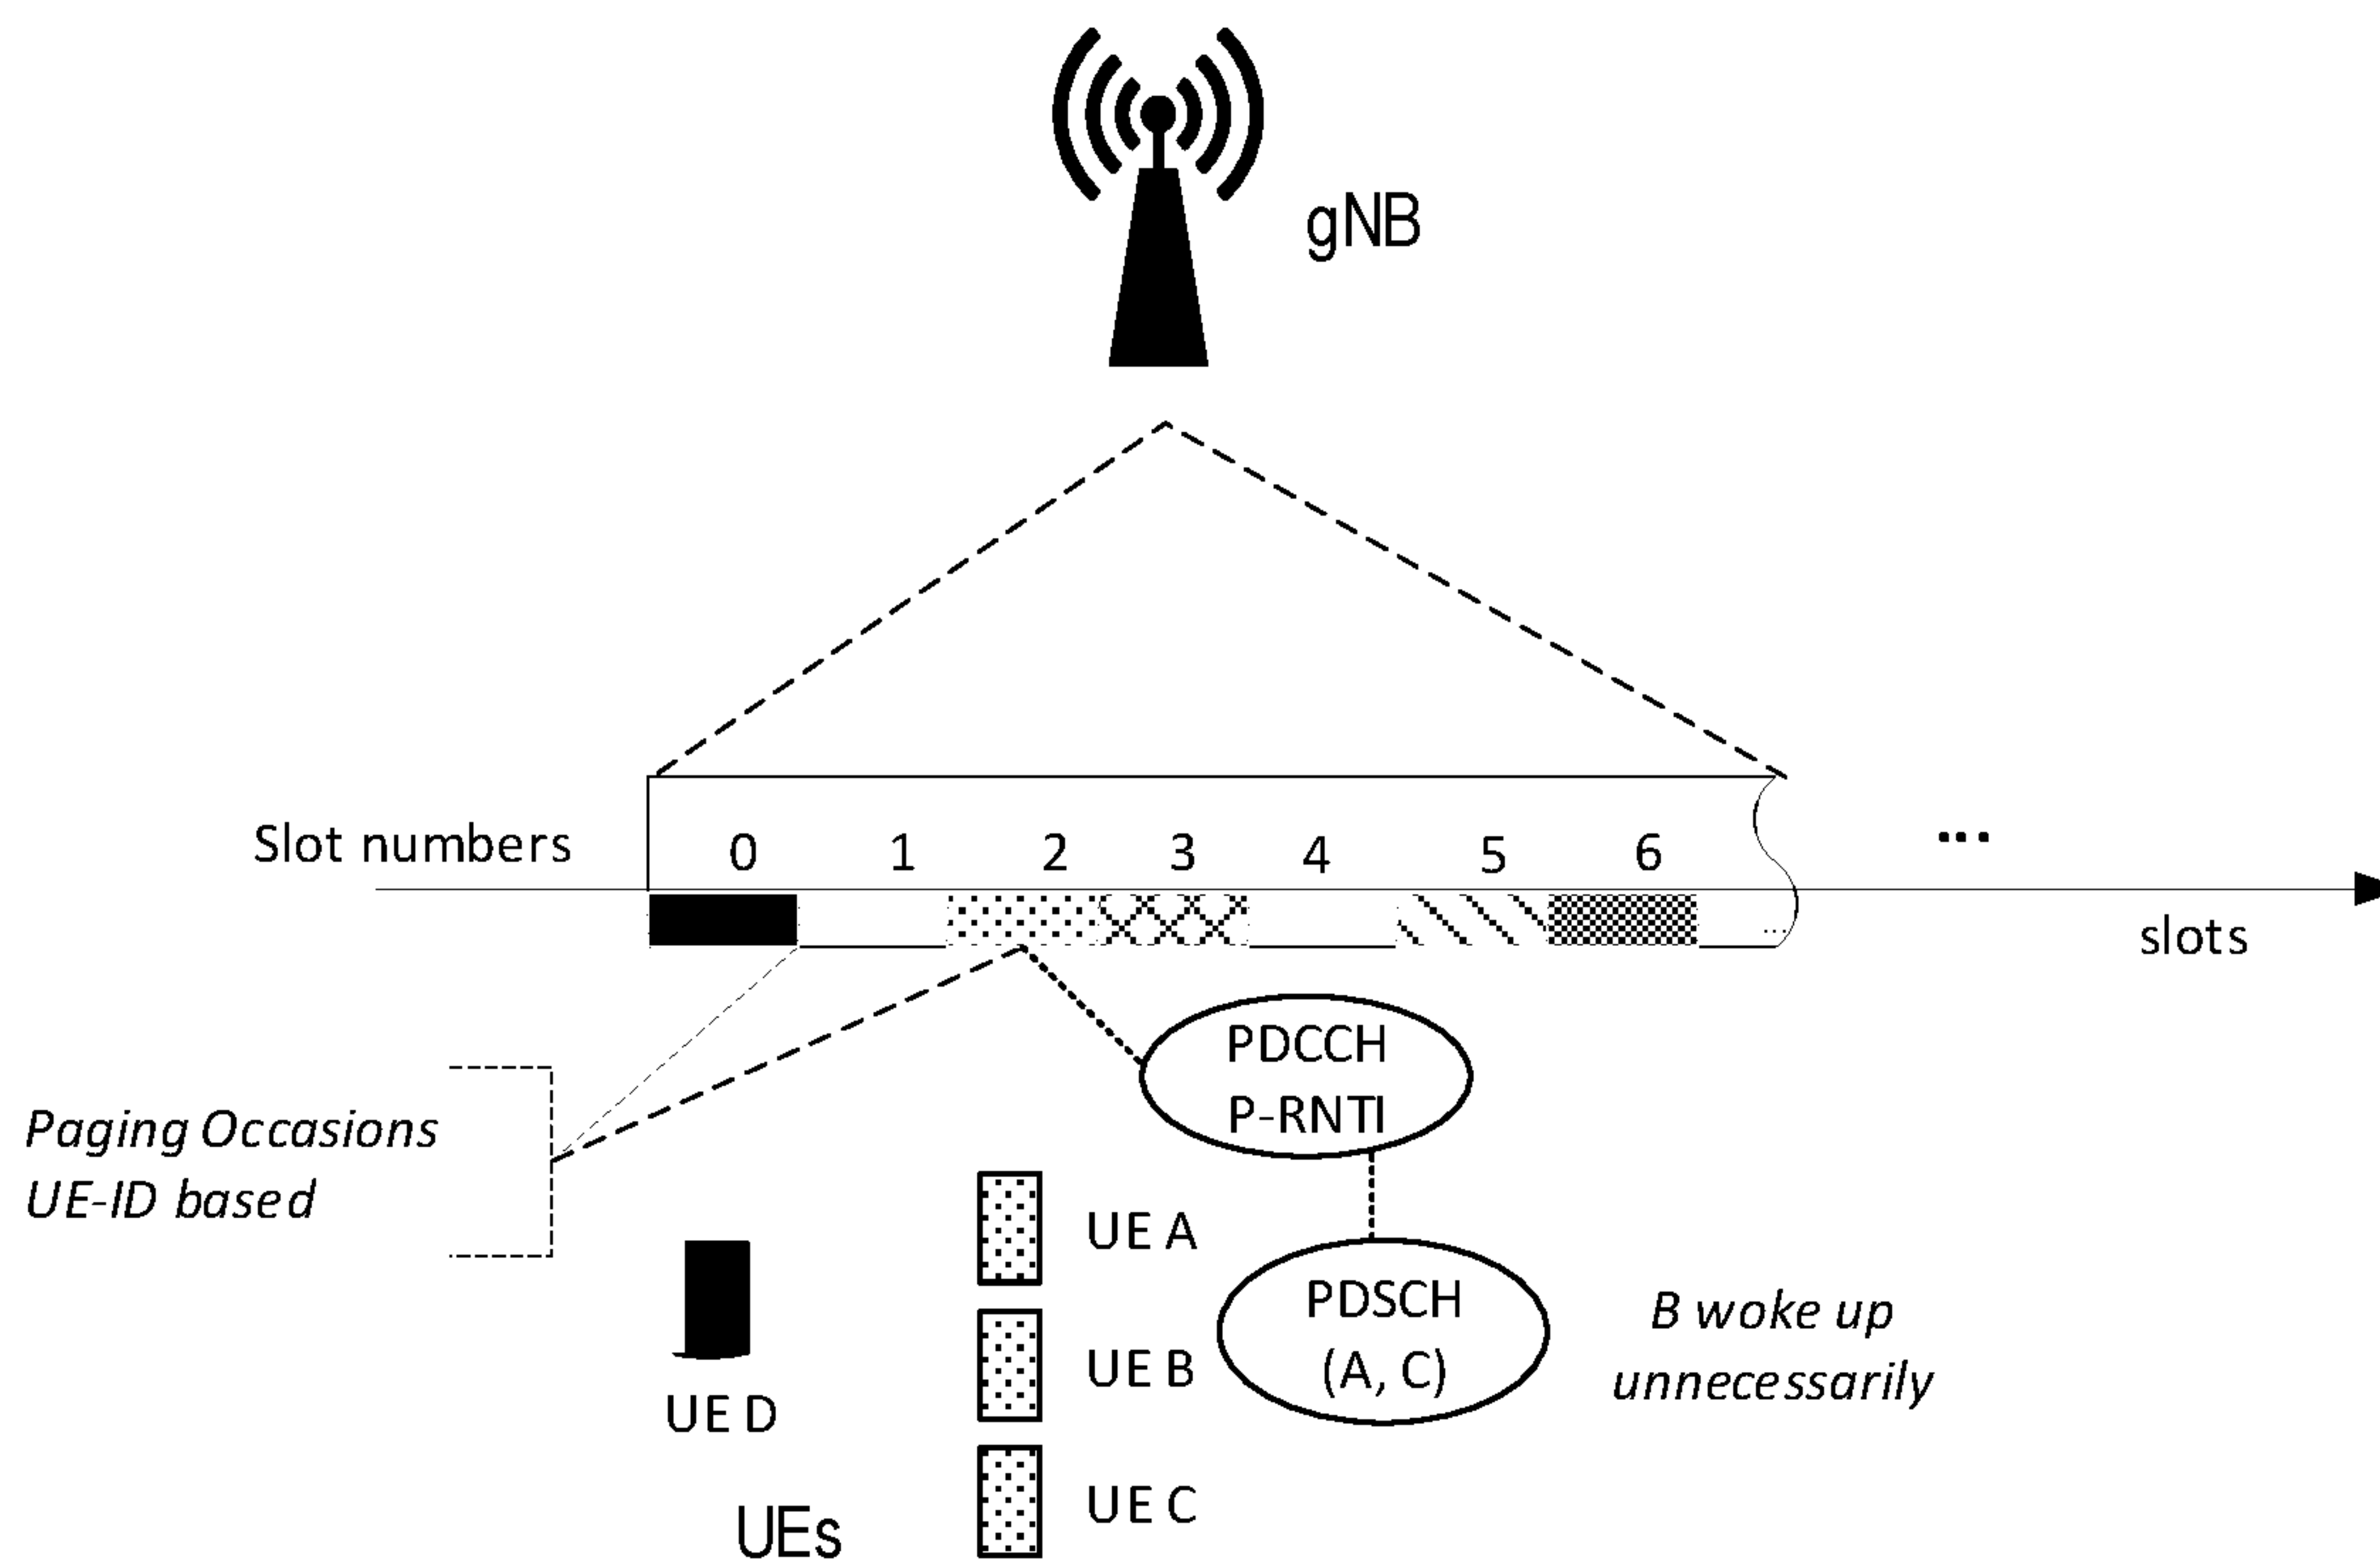 gNB
Slot numbers 0 1 2 3 4 5 6 ...
...
slots
PDCCH
P-RNTI
Paging Occasions
UE-ID based
UE A
PDSCH
(A, C)
B woke up
unnecessarily
UE B
UE D
UE C
UEs